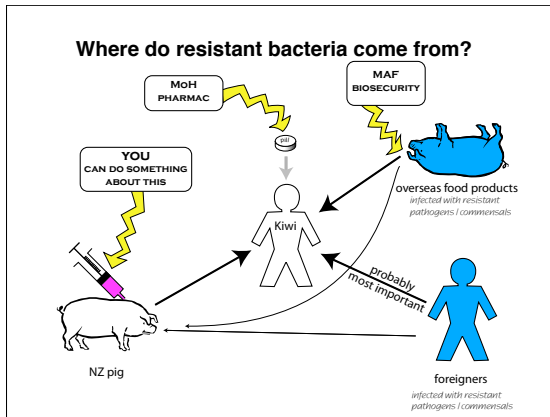 Where do resistant bacteria come from?
MOH
PHARMAC
MAF
BIOSECURITY
YOU
CAN DO SOMETHING
ABOUT THIS
pill
Kiwi
overseas food products
infected with resistant
pathogens / commensals
probably
most important
NZ pig
foreigners
infected with resistant
pathogens / commensals